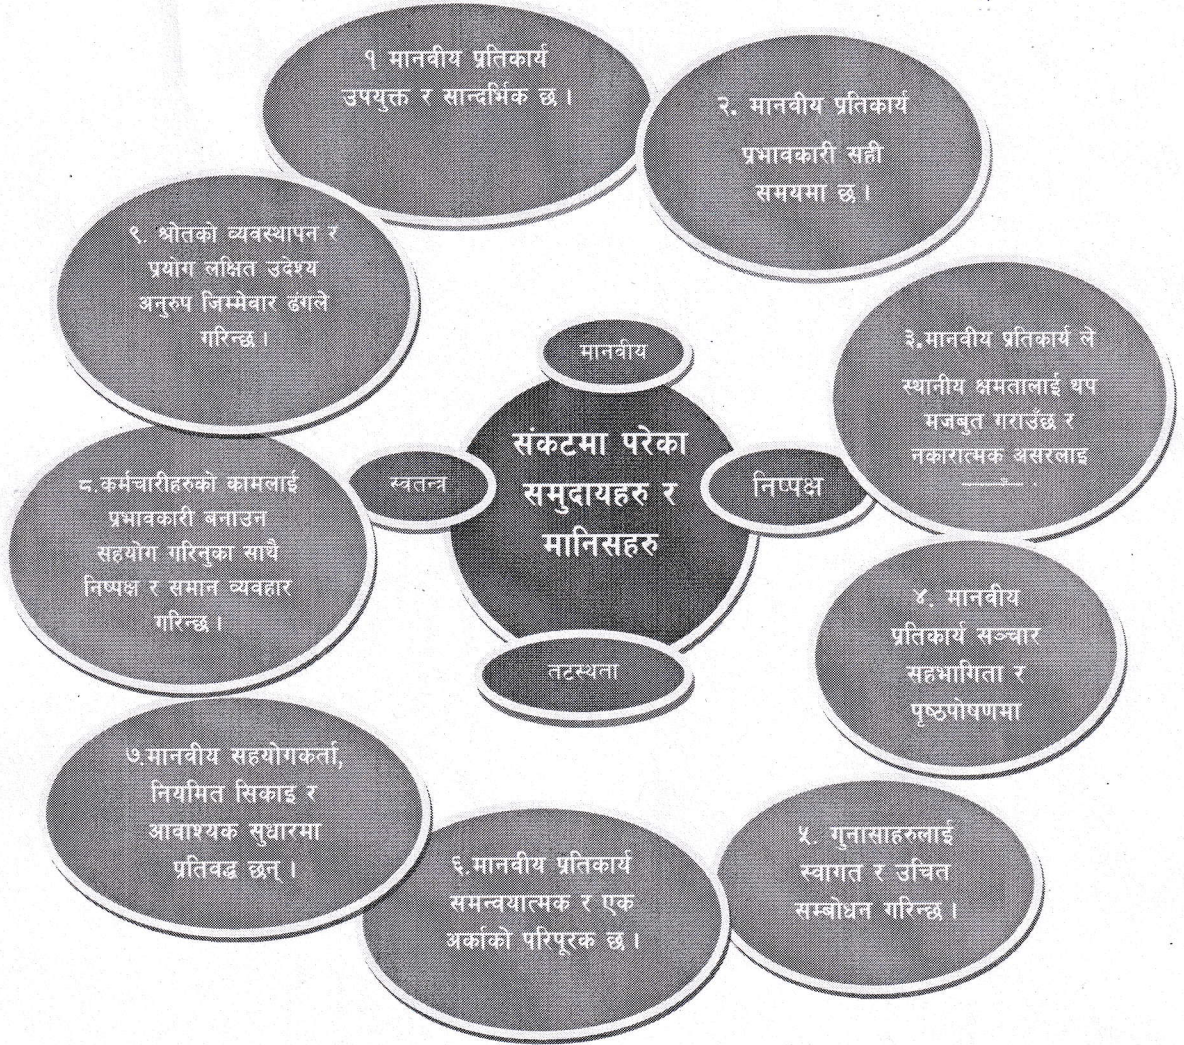 १ मानवीय प्रतिकार्य
उपयुक्त र सान्दर्भिक छ ।
२. मानवीय प्रतिकार्य
प्रभावकारी सही
समयमा छ ।
३.मानवीय प्रतिकार्य ले
स्थानीय क्षमतालाई थप
मजबुत गराउँछ र
नकारात्मक असरलाइ
४. मानवीय
प्रतिकार्य सञ्चार
सहभागिता र
पृष्ठपोषणमा
५. गुनासाहरुलाई
स्वागत र उचित
सम्बोधन गरिन्छ ।
६.मानवीय प्रतिकार्य
समन्वयात्मक र एक
अर्काको परिपूरक छ ।
७.मानवीय सहयोगकर्ता,
नियमित सिकाइ र
आवाश्यक सुधारमा
प्रतिवद्ध छन् ।
८.कर्मचारीहरुको कामलाई
प्रभावकारी बनाउन
सहयोग गरिनुका साथै
निष्पक्ष र समान व्यवहार
गरिन्छ ।
९. श्रोतको व्यवस्थापन र
प्रयोग लक्षित उदेश्य
अनुरुप जिम्मेवार ढंगले
गरिन्छ ।
मानवीय
संकटमा परेका
समुदायहरु र
मानिसहरु
स्वतन्त्र
निष्पक्ष
तटस्थता